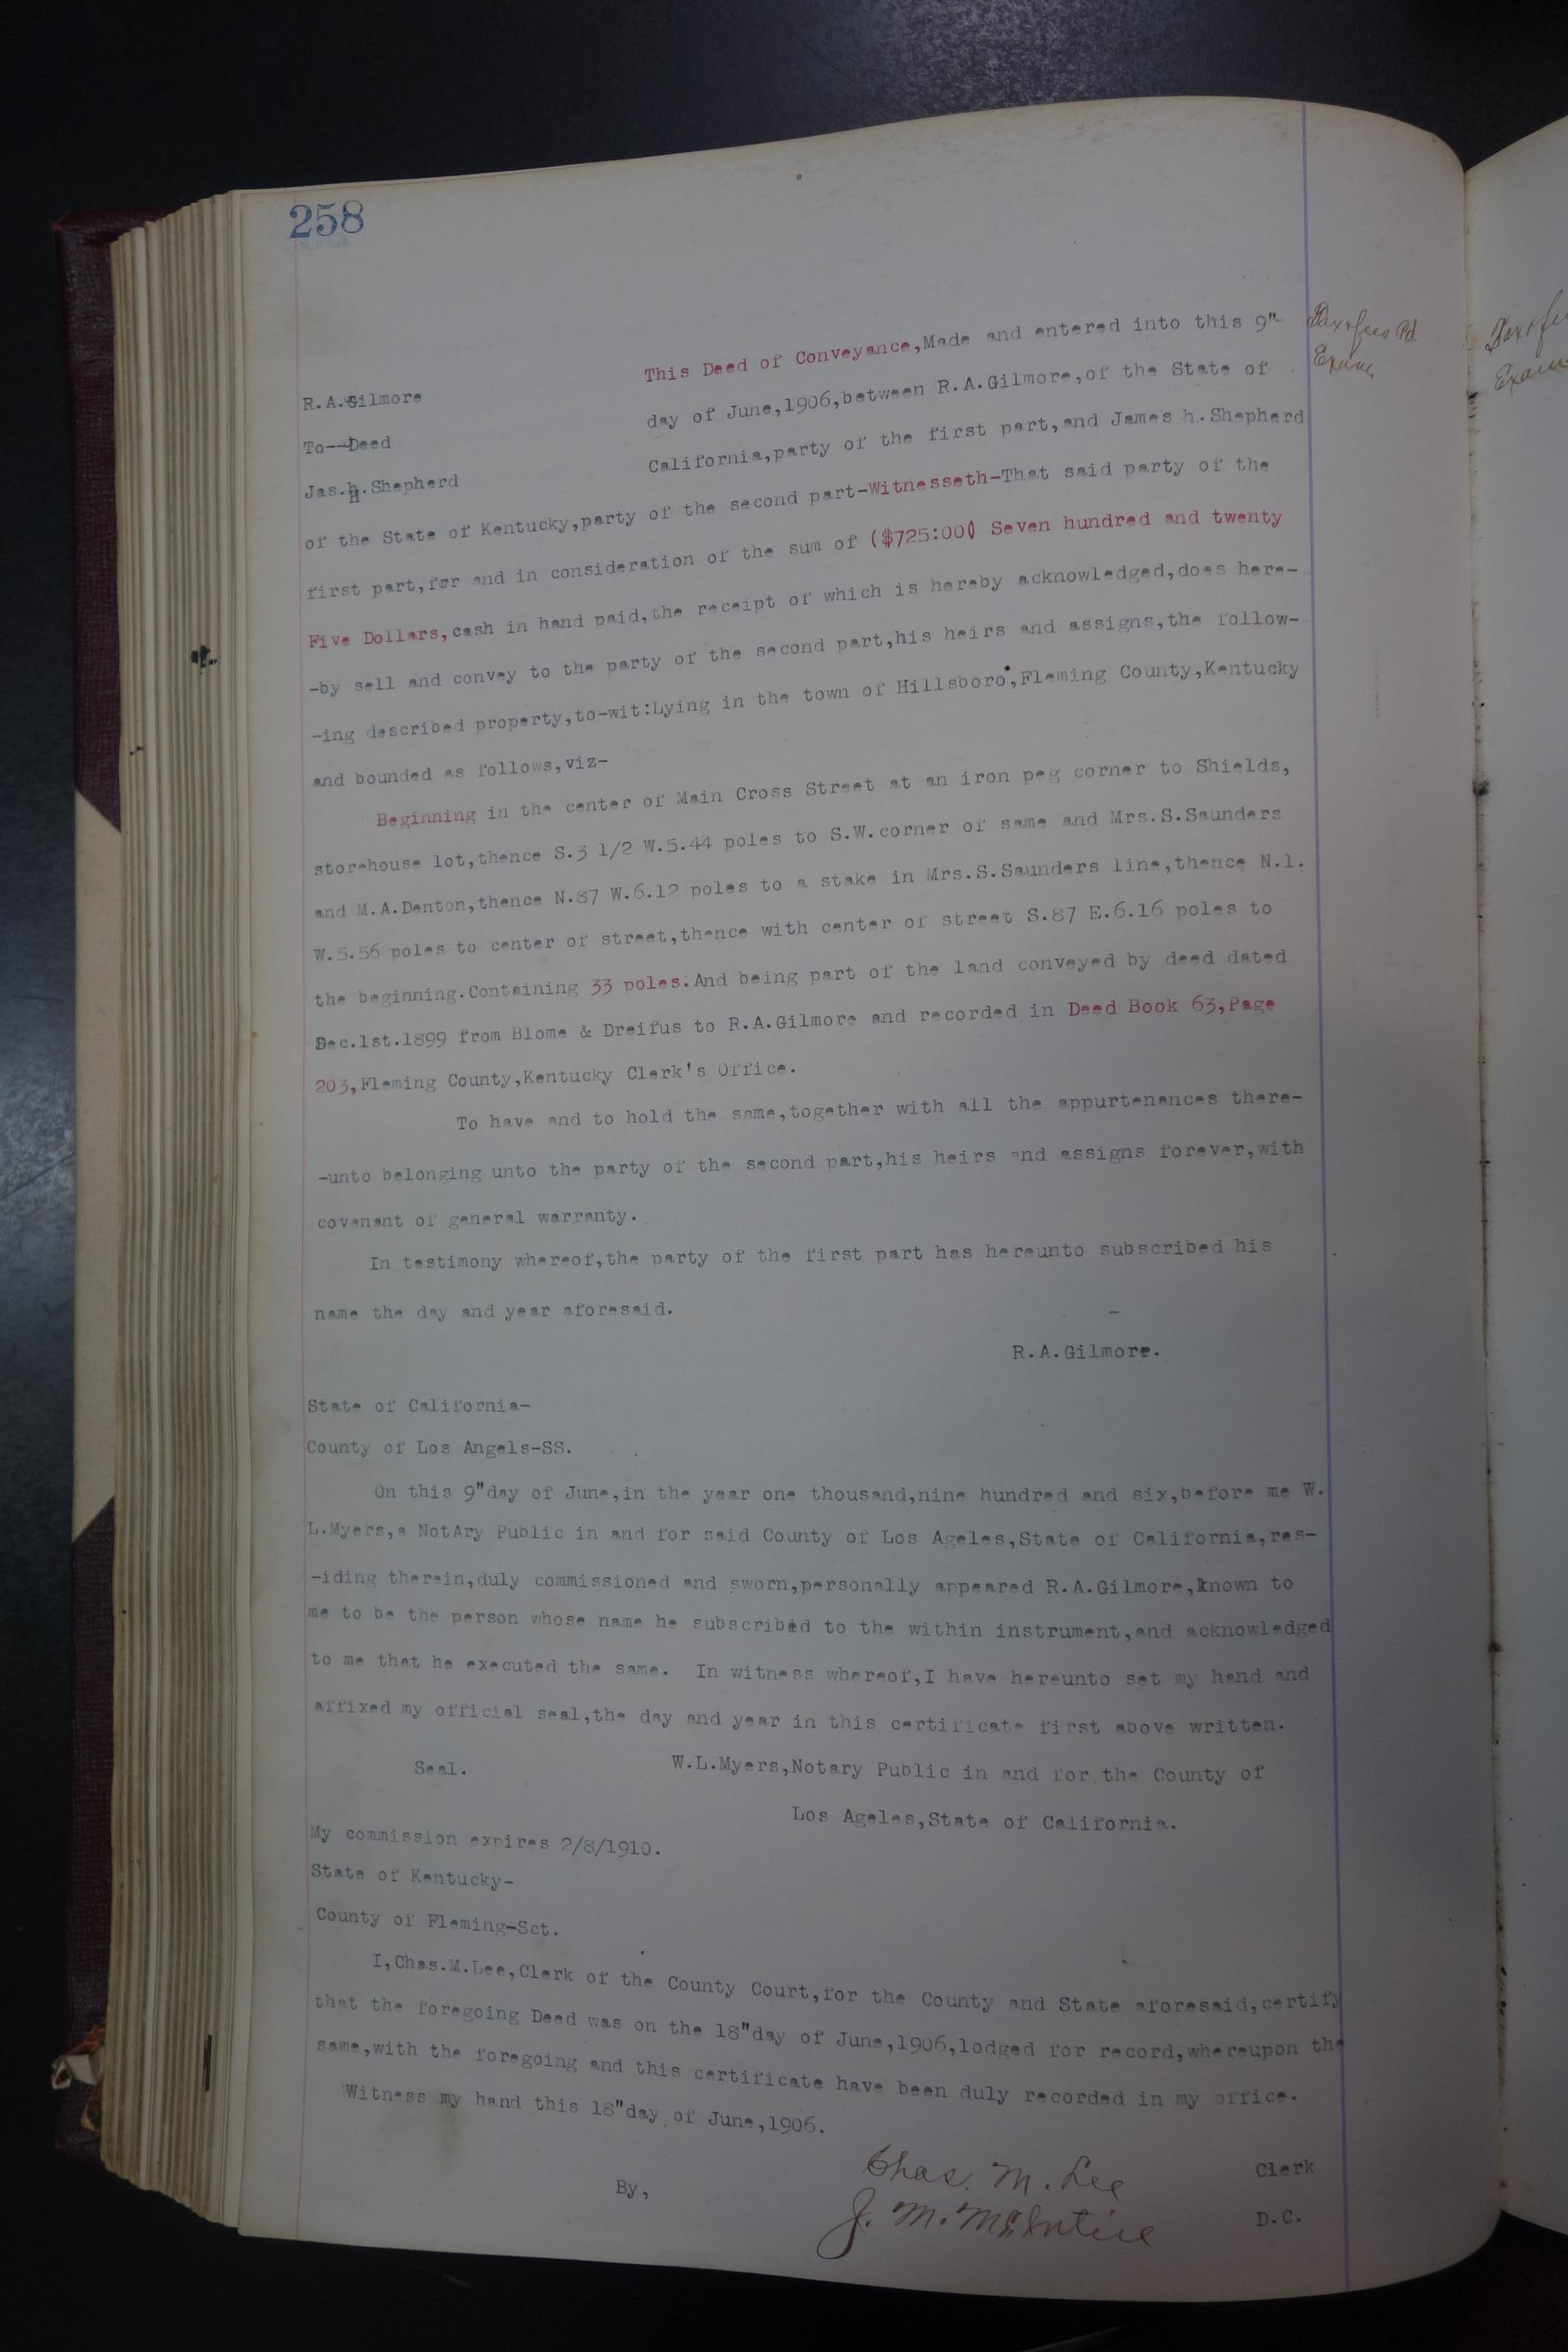 258
This Deed of Conveyance,Made and entered into this 9"-
Tax & fees Pd
Exam.
R.A.Gilmore
day of June,1906,between R.A.Gilmore,of the State of
To--Deed
California,party of the first part,and James h.Shepherd
Jas.H.Shepherd
of the State of Kentucky,party of the second part-Witnesseth-That said party of the
first part,for and in consideration of the sum of ($725:00( Seven hundred and twenty
Five Dollars,cash in hand paid,the receipt of which is hereby acknowledged,does here-
-by sell and convey to the party of the second part,his heirs and assigns,the follow-
-ing described property,to-wit:Lying in the town of Hillsboro,Fleming County,Kentucky
and bounded as follows,viz-
Beginning in the center of Main Cross Street at an iron peg corner to Shields,
storehouse lot,thence S.3 1/2 W.5.44 poles to S.W.corner of same and Mrs.S.Saunders
and M.A.Denton,thence N.87 W.6.12 poles to a stake in Mrs.S.Saunders line,thence N.1.
W.5.56 poles to center of street,thence with center of street S.87 E.6.16 poles to
the beginning.Containing 33 poles.And being part of the land conveyed by deed dated
Dec.1st.1899 from Blome & Dreifus to R.A.Gilmore and recorded in Deed Book 63,Page
203,Fleming County,Kentucky Clerk's Office.
To have and to hold the same,together with all the appurtenances there-
-unto belonging unto the party of the second part,his heirs and assigns forever,with
covenant of general warranty.
In testimony whereof,the party of the first part has hereunto subscribed his
name the day and year aforesaid.
R.A.Gilmore.
State of California-
County of Los Angels-SS.
On this 9"day of June,in the year one thousand,nine hundred and six,before me W.
L.Myers,a NotAry Public in and for said County of Los Ageles,State of California,res-
-iding therein,duly commissioned and sworn,personally appeared R.A.Gilmore,known to
me to be the person whose name he subscribed to the within instrument,and acknowledged
to me that he executed the same. In witness whereof,I have hereunto set my hand and
affixed my official seal,the day and year in this certificate first above written.
Seal. W.L.Myers,Notary Public in and for the County of
Los Ageles,State of California.
My commission expires 2/8/1910.
State of Kentucky-
County of Fleming-Sct.
I,Chas.M.Lee,Clerk of the County Court,for the County and State aforesaid,certify
that the foregoing Deed was on the 18"day of June,1906,lodged for record,whereupon the
same,with the foregoing and this certificate have been duly recorded in my office.
Witness my hand this 18"day of June,1906.
Chas. M. Lee Clerk
By, J. M. McIntire D.C.